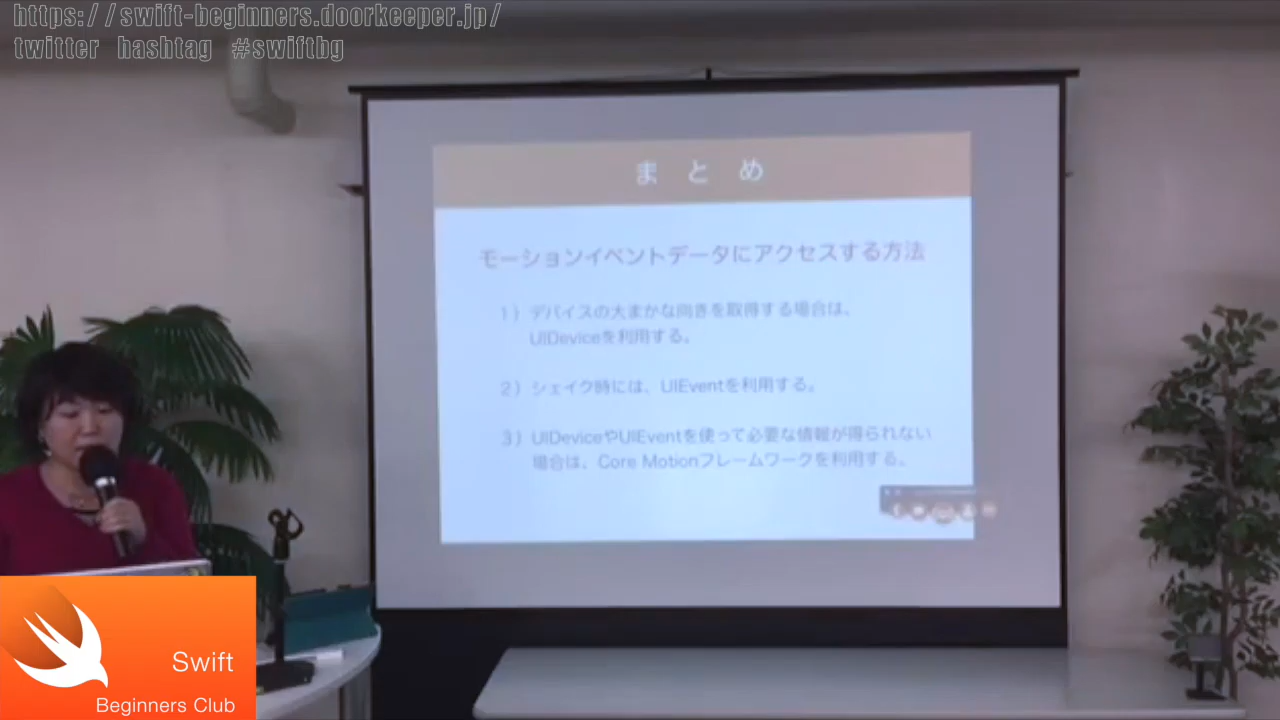 https://swift-beginners.doorkeeper.jp/
twitter hashtag #swiftbg
まとめ
モーションイベントデータにアクセスする方法
1）デバイスの大まかな向きを取得する場合は、
UIDeviceを利用する。
2）シェイク時には、UIEventを利用する。
3）UIDeviceやUIEventを使って必要な情報が得られない
場合は、Core Motionフレームワークを利用する。
Swift
Beginners Club